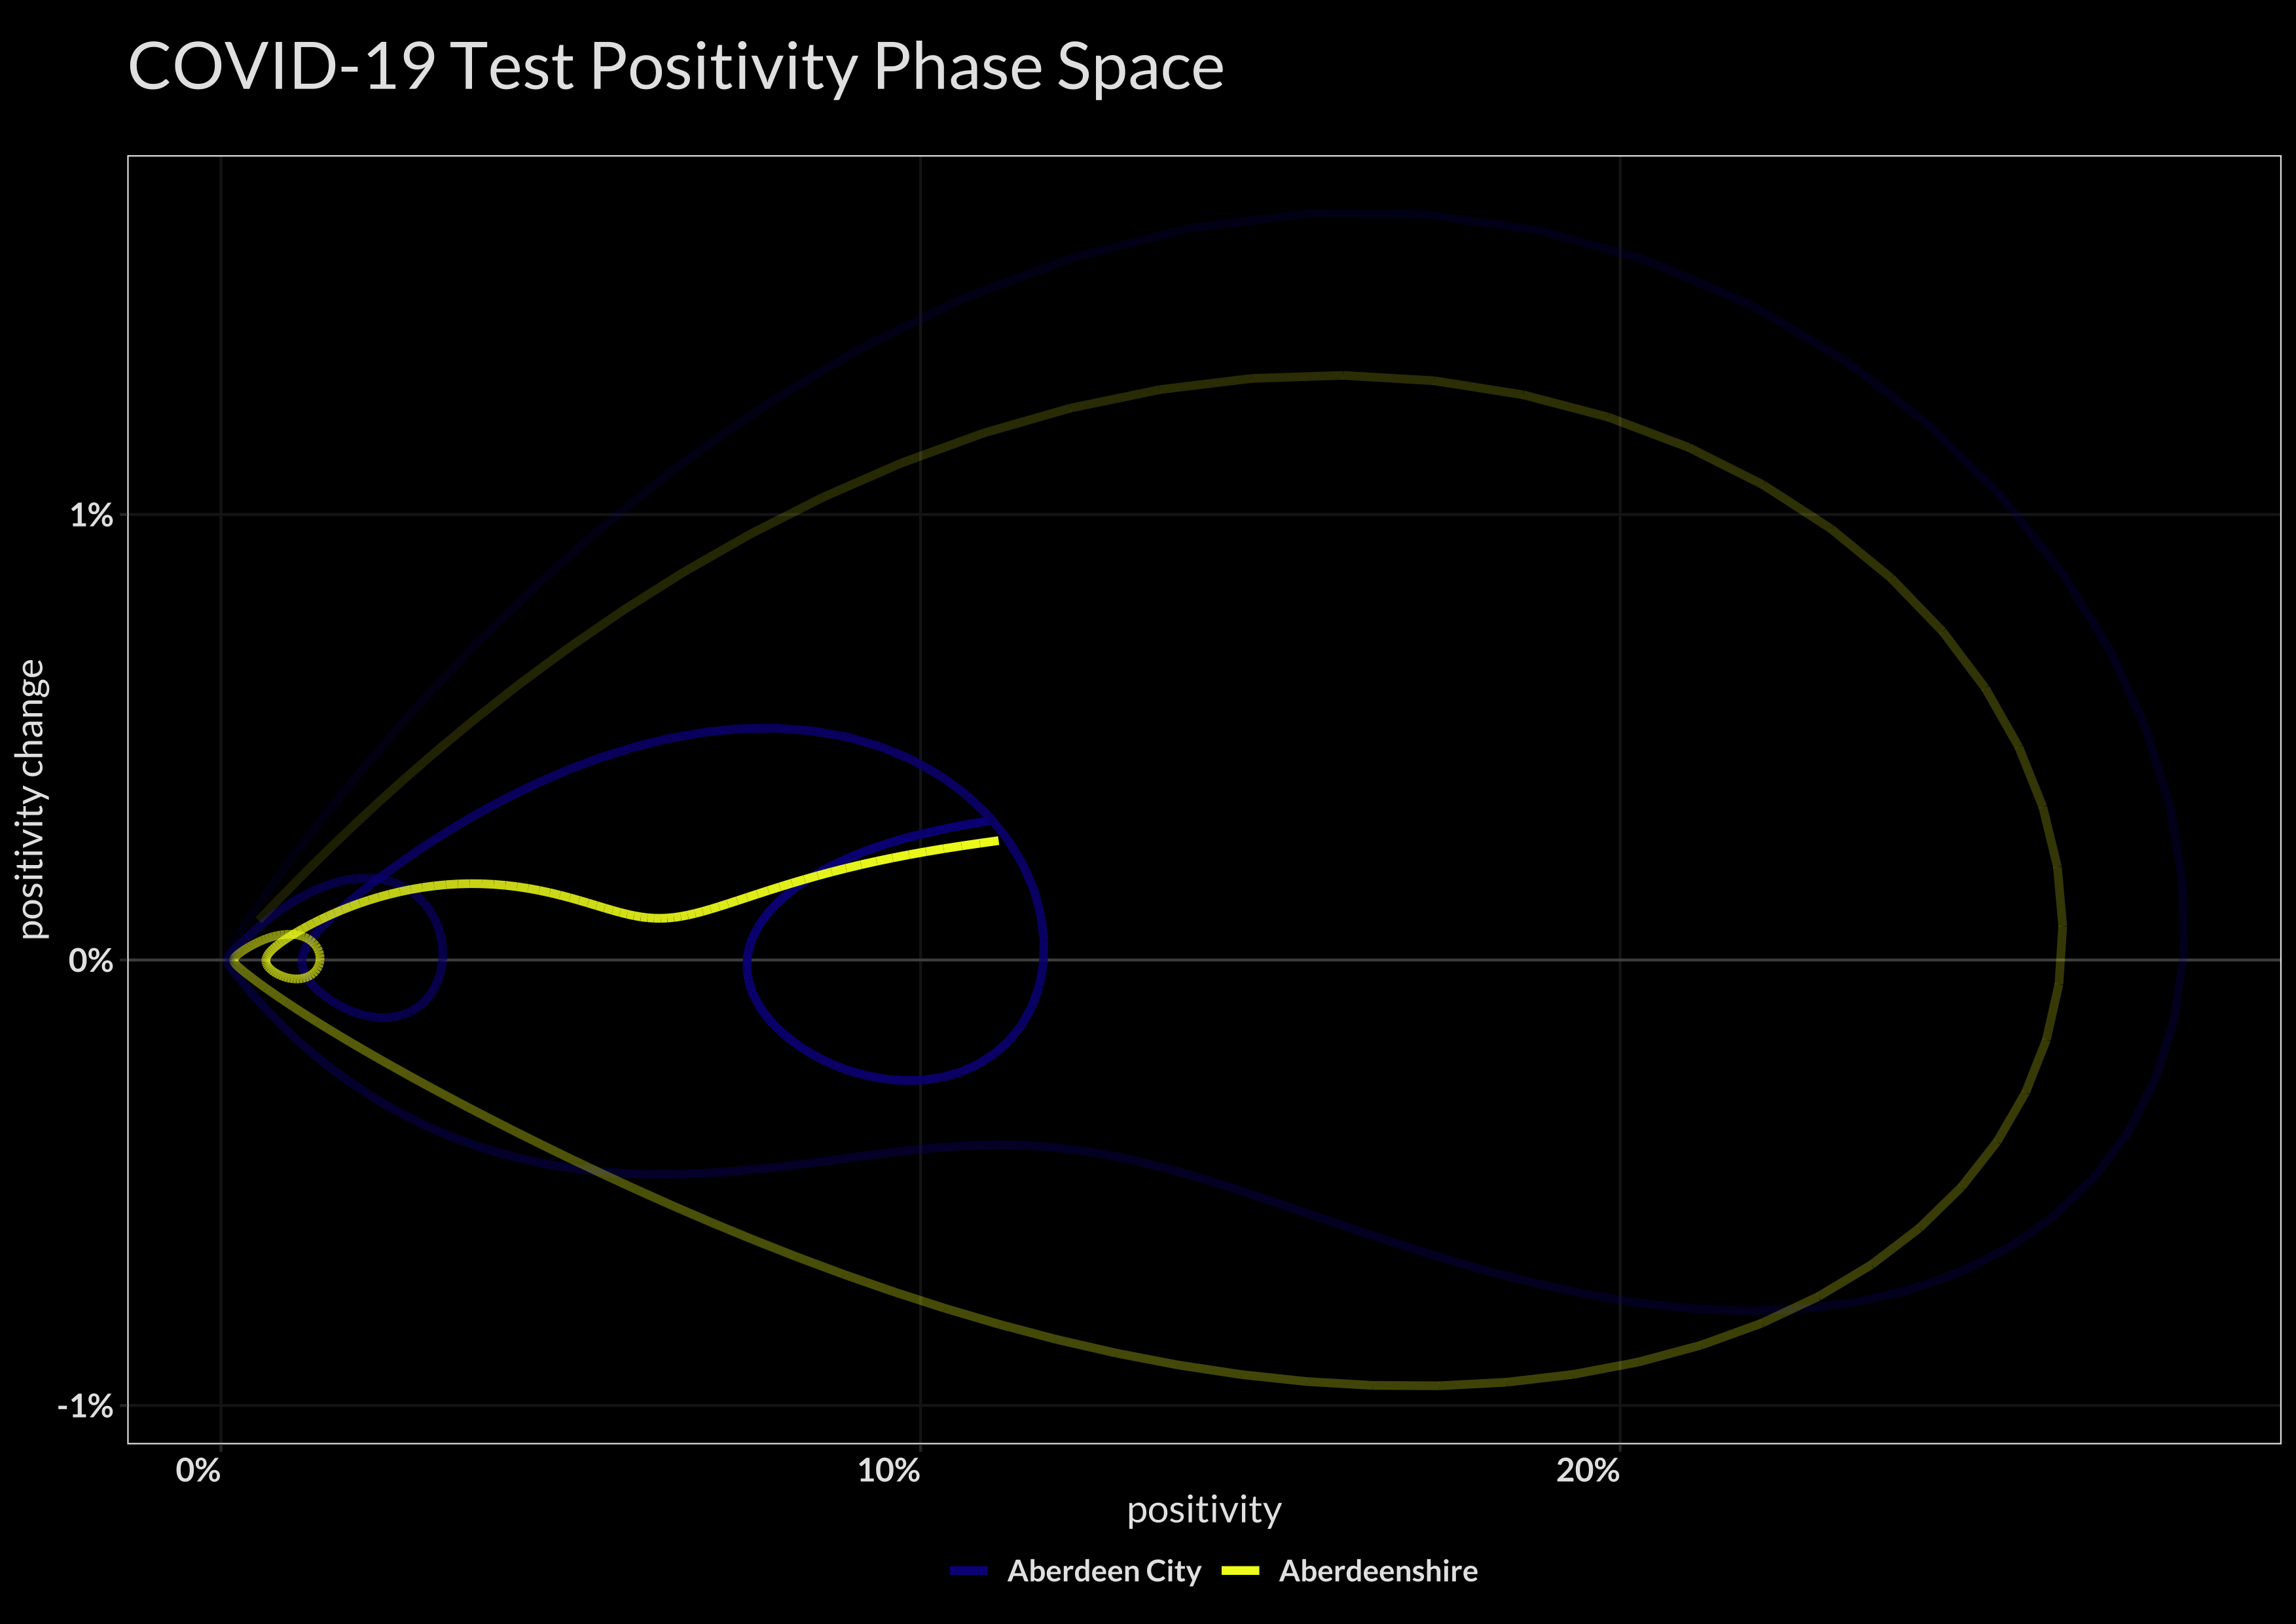 COVID-19 Test Positivity Phase Space
positivity change
1%
0%
-1%
0%
10%
20%
positivity
Aberdeen City
Aberdeenshire